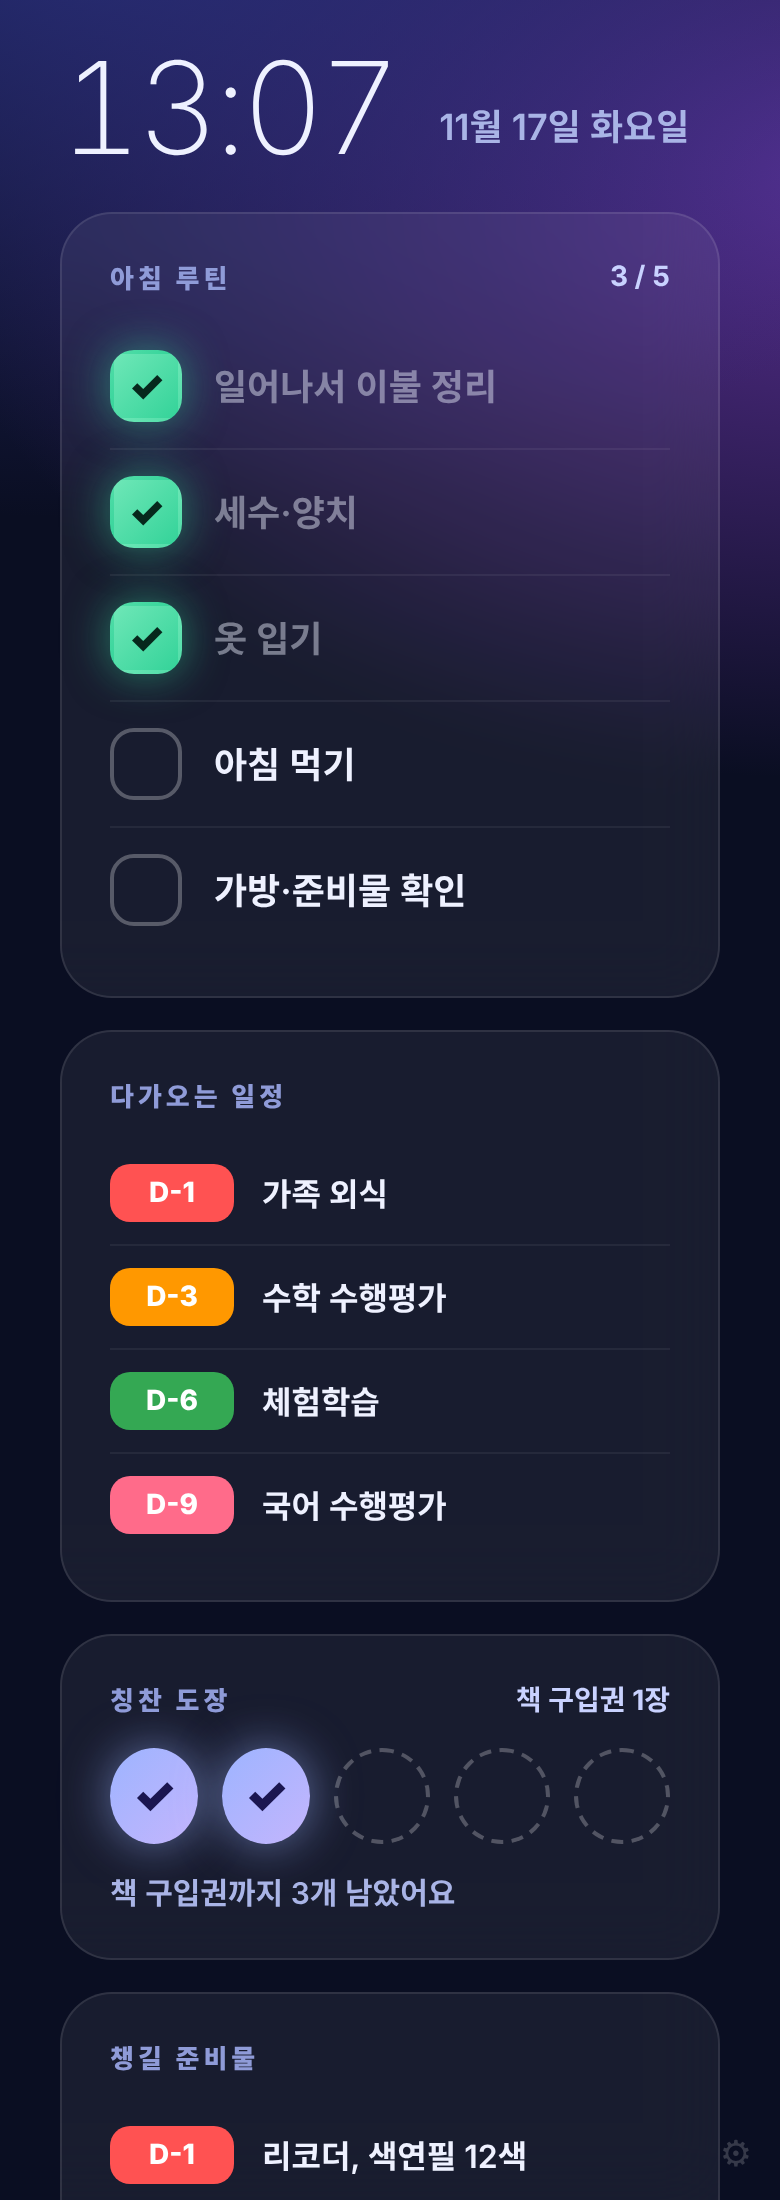 13:07 11월 17일 화요일
아침 루틴 3 / 5
일어나서 이불 정리
세수·양치
옷 입기
아침 먹기
가방·준비물 확인
다가오는 일정
D-1 가족 외식
D-3 수학 수행평가
D-6 체험학습
D-9 국어 수행평가
칭찬 도장 책 구입권 1장
책 구입권까지 3개 남았어요
챙길 준비물
D-1 리코더, 색연필 12색